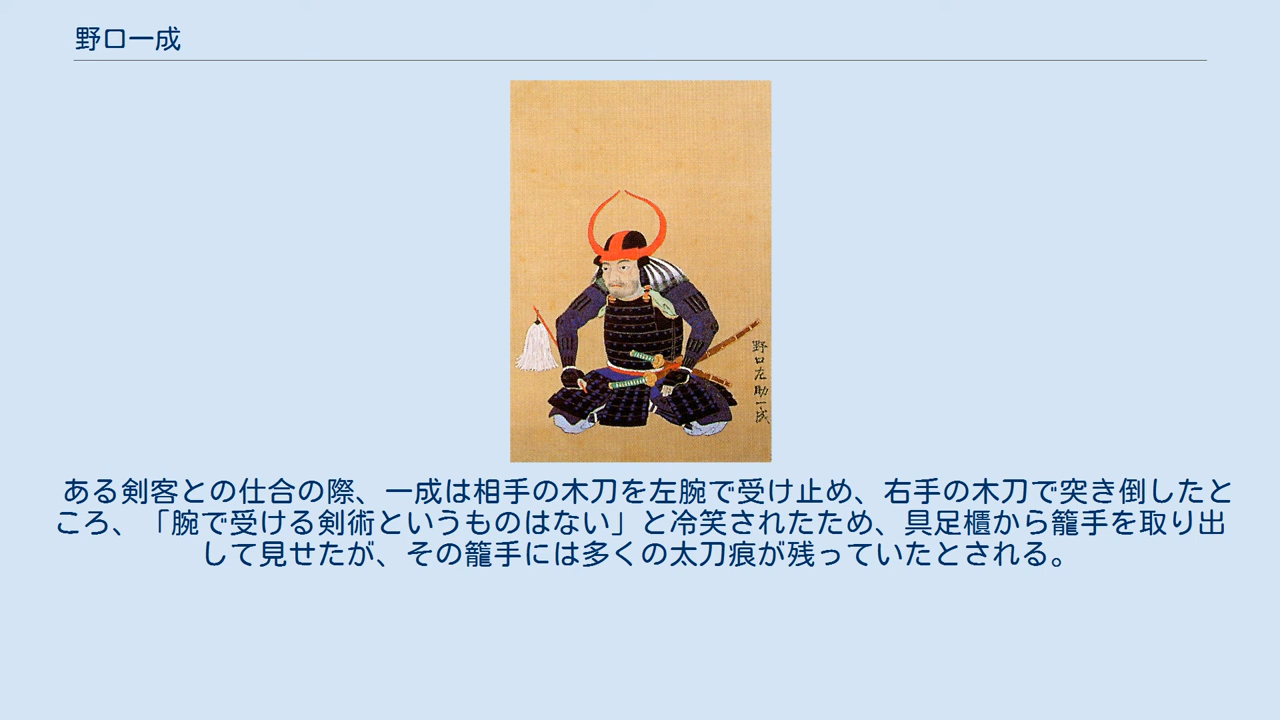 野口一成
野口左助一成
ある剣客との仕合の際、一成は相手の木刀を左腕で受け止め、右手の木刀で突き倒したと
ころ、「腕で受ける剣術というものはない」と冷笑されたため、具足櫃から籠手を取り出
して見せたが、その籠手には多くの太刀痕が残っていたとされる。